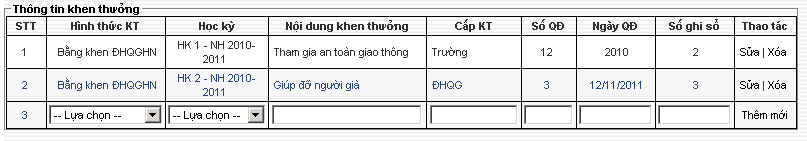 Thông tin khen thưởng
STT Hình thức KT Học kỳ Nội dung khen thưởng Cấp KT Số QĐ Ngày QĐ Số ghi sổ Thao tác
1 Bằng khen ĐHQGHN HK 1 - NH 2010-2011 Tham gia an toàn giao thông Trường 12 2010 2 Sửa | Xóa
2 Bằng khen ĐHQGHN HK 2 - NH 2010-2011 Giúp đỡ người già ĐHQG 3 12/11/2011 3 Sửa | Xóa
3 -- Lựa chọn -- -- Lựa chọn -- Thêm mới